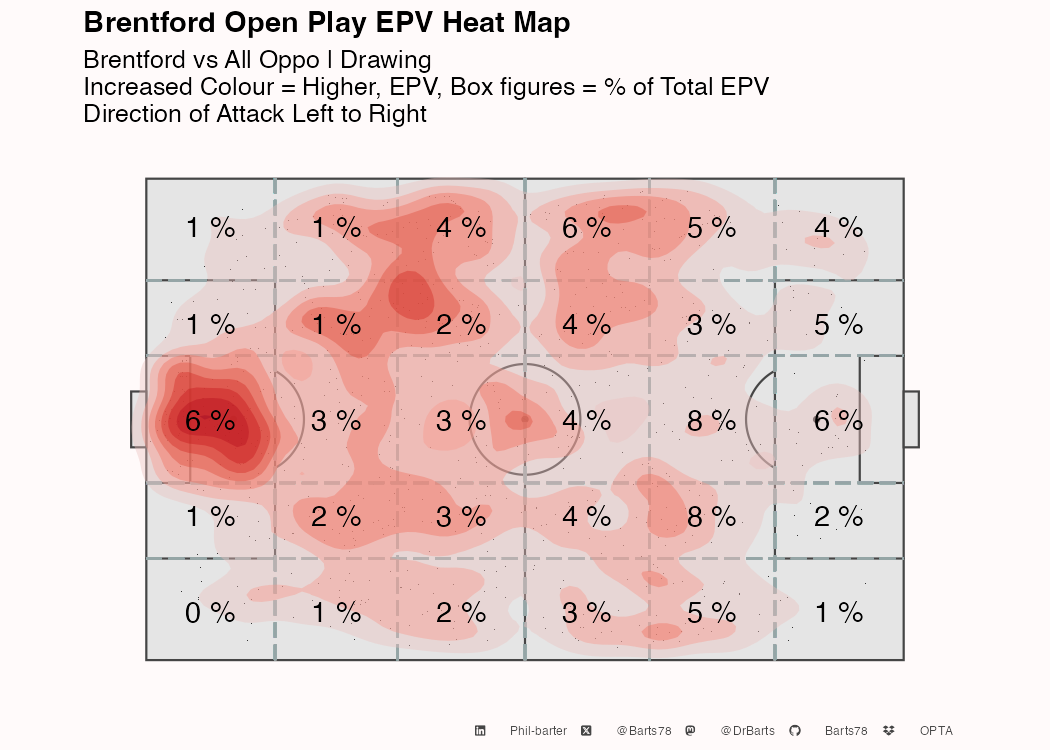 Brentford Open Play EPV Heat Map
Brentford vs All Oppo | Drawing
Increased Colour = Higher, EPV, Box figures = % of Total EPV
Direction of Attack Left to Right
1 % 1 % 4 % 6 % 5 % 4 %
1 % 1 % 2 % 4 % 3 % 5 %
6 % 3 % 3 % 4 % 8 % 6 %
1 % 2 % 3 % 4 % 8 % 2 %
0 % 1 % 2 % 3 % 5 % 1 %
Phil-barter @Barts78 @DrBarts Barts78 OPTA